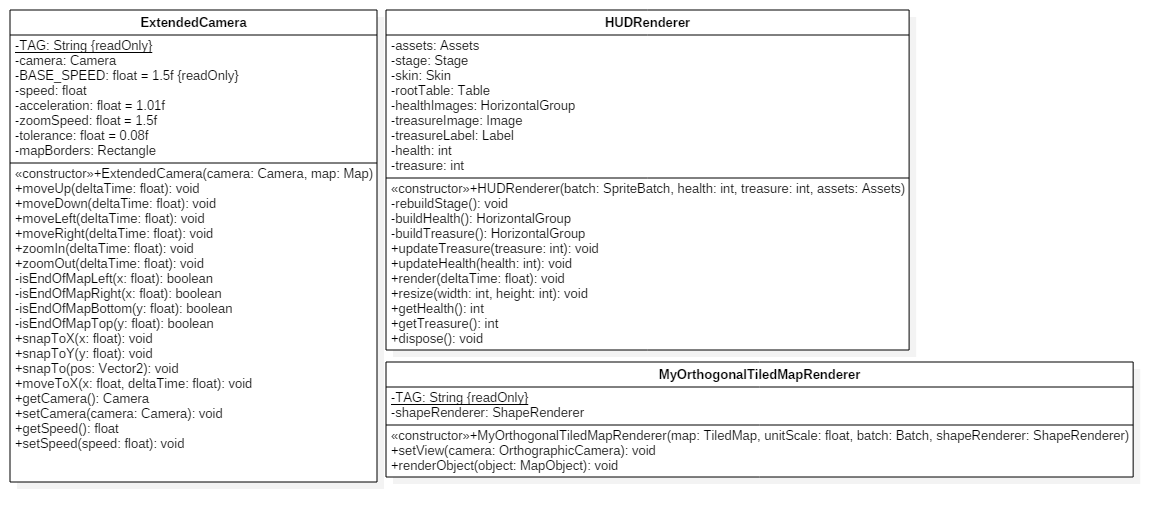 ExtendedCamera
-TAG: String {readOnly}
-camera: Camera
-BASE_SPEED: float = 1.5f {readOnly}
-speed: float
-acceleration: float = 1.01f
-zoomSpeed: float = 1.5f
-tolerance: float = 0.08f
-mapBorders: Rectangle
«constructor»+ExtendedCamera(camera: Camera, map: Map)
+moveUp(deltaTime: float): void
+moveDown(deltaTime: float): void
+moveLeft(deltaTime: float): void
+moveRight(deltaTime: float): void
+zoomIn(deltaTime: float): void
+zoomOut(deltaTime: float): void
-isEndOfMapLeft(x: float): boolean
-isEndOfMapRight(x: float): boolean
-isEndOfMapBottom(y: float): boolean
-isEndOfMapTop(y: float): boolean
+snapToX(x: float): void
+snapToY(y: float): void
+snapTo(pos: Vector2): void
+moveToX(x: float, deltaTime: float): void
+getCamera(): Camera
+setCamera(camera: Camera): void
+getSpeed(): float
+setSpeed(speed: float): void
HUDRenderer
-assets: Assets
-stage: Stage
-skin: Skin
-rootTable: Table
-healthImages: HorizontalGroup
-treasureImage: Image
-treasureLabel: Label
-health: int
-treasure: int
«constructor»+HUDRenderer(batch: SpriteBatch, health: int, treasure: int, assets: Assets)
-rebuildStage(): void
-buildHealth(): HorizontalGroup
-buildTreasure(): HorizontalGroup
+updateTreasure(treasure: int): void
+updateHealth(health: int): void
+render(deltaTime: float): void
+resize(width: int, height: int): void
+getHealth(): int
+getTreasure(): int
+dispose(): void
MyOrthogonalTiledMapRenderer
-TAG: String {readOnly}
-shapeRenderer: ShapeRenderer
«constructor»+MyOrthogonalTiledMapRenderer(map: TiledMap, unitScale: float, batch: Batch, shapeRenderer: ShapeRenderer)
+setView(camera: OrthographicCamera): void
+renderObject(object: MapObject): void